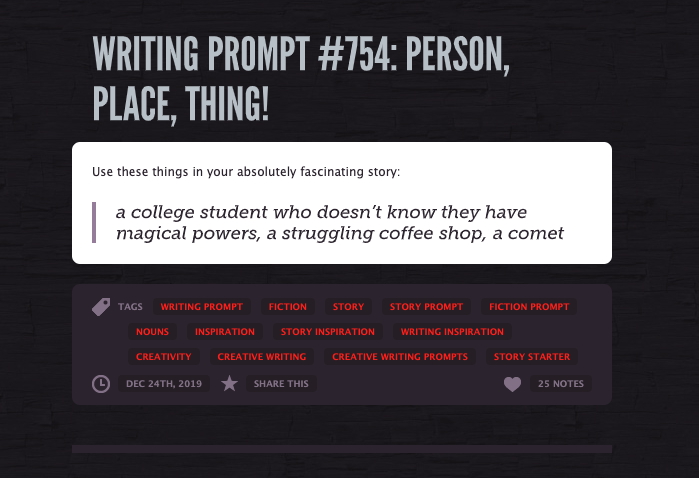 WRITING PROMPT #754: PERSON,
PLACE, THING!
Use these things in your absolutely fascinating story:
a college student who doesn’t know they have
magical powers, a struggling coffee shop, a comet
TAGS WRITING PROMPT FICTION STORY STORY PROMPT FICTION PROMPT
NOUNS INSPIRATION STORY INSPIRATION WRITING INSPIRATION
CREATIVITY CREATIVE WRITING CREATIVE WRITING PROMPTS STORY STARTER
DEC 24TH, 2019 SHARE THIS 25 NOTES